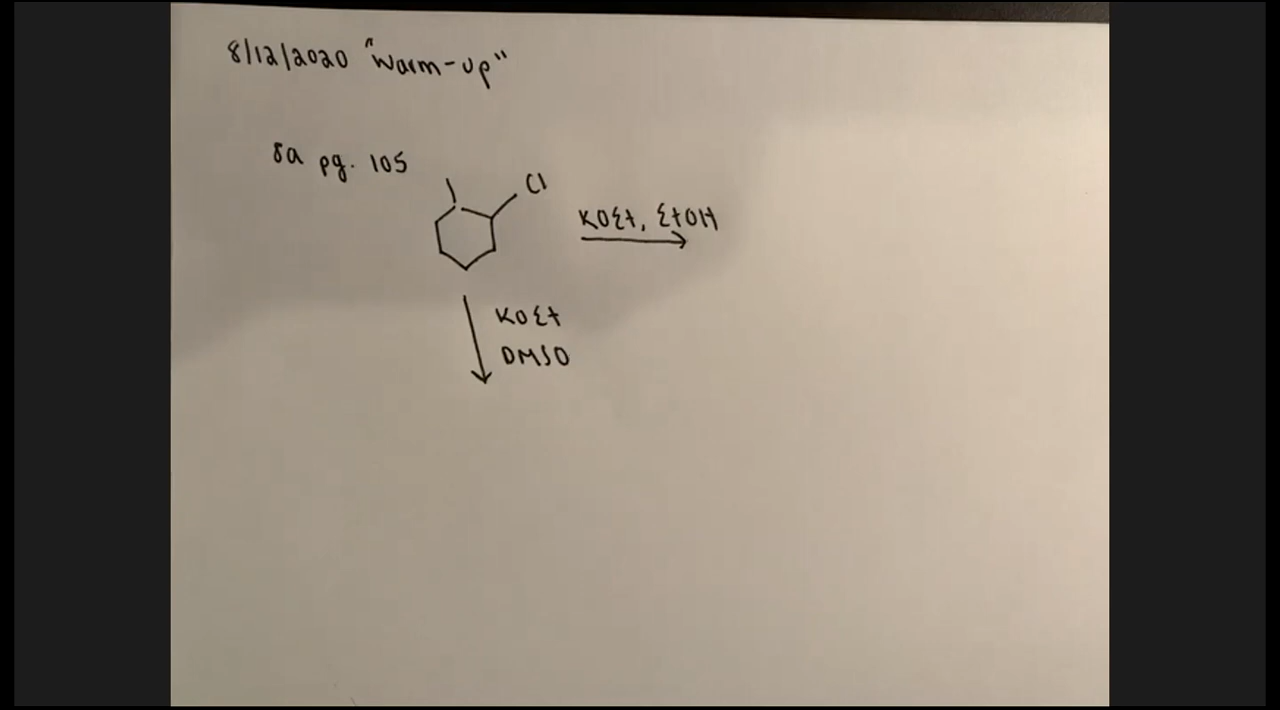 8/12/2020 "Warm-up"
8a pg. 105
Cl
KOEt, EtOH
KOEt
DMSO